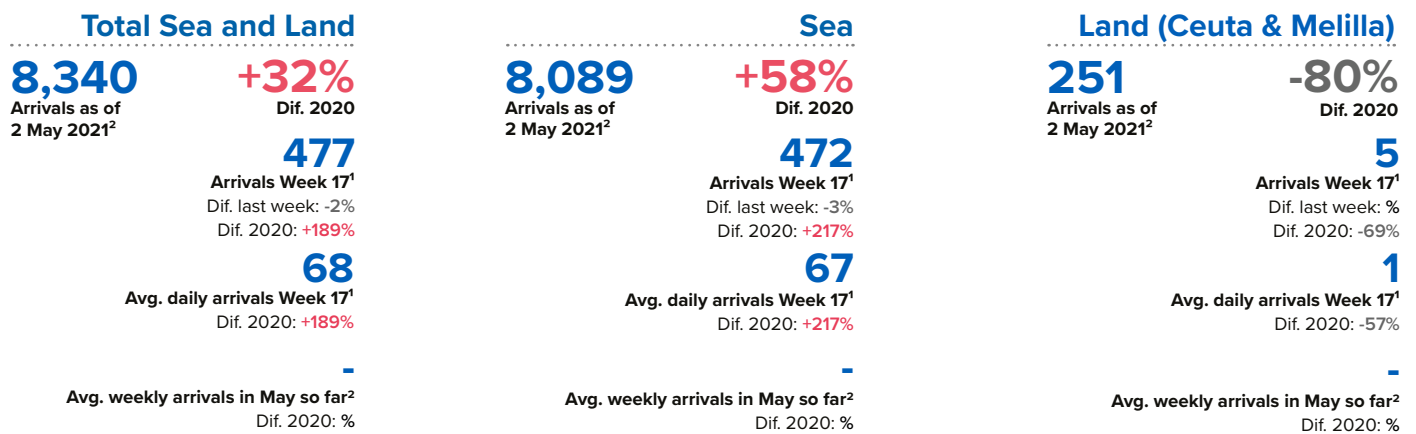 Total Sea and Land
8,340
+32%
Arrivals as of
2 May 2021²
Dif. 2020
477
Arrivals Week 17¹
Dif. last week: -2%
Dif. 2020: +189%
68
Avg. daily arrivals Week 17¹
Dif. 2020: +189%
-
Avg. weekly arrivals in May so far²
Dif. 2020: %
Sea
8,089
+58%
Arrivals as of
2 May 2021²
Dif. 2020
472
Arrivals Week 17¹
Dif. last week: -3%
Dif. 2020: +217%
67
Avg. daily arrivals Week 17¹
Dif. 2020: +217%
-
Avg. weekly arrivals in May so far²
Dif. 2020: %
Land (Ceuta & Melilla)
251
-80%
Arrivals as of
2 May 2021²
Dif. 2020
5
Arrivals Week 17¹
Dif. last week: %
Dif. 2020: -69%
1
Avg. daily arrivals Week 17¹
Dif. 2020: -57%
-
Avg. weekly arrivals in May so far²
Dif. 2020: %